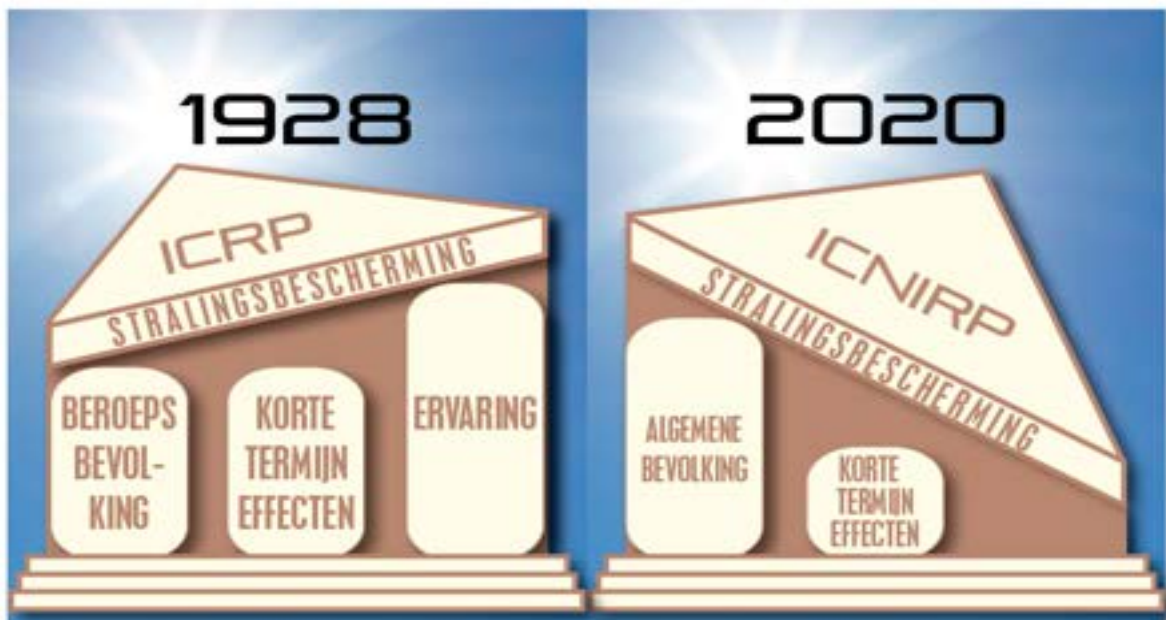 1928
ICRP
STRALINGSBESCHERMING
BEROEPS
BEVOL-
KING
KORTE
TERMIJN
EFFECTEN
ERVARING
2020
ICNIRP
STRALINGSBESCHERMING
ALGEMENE
BEVOLKING
KORTE
TERMIJN
EFFECTEN